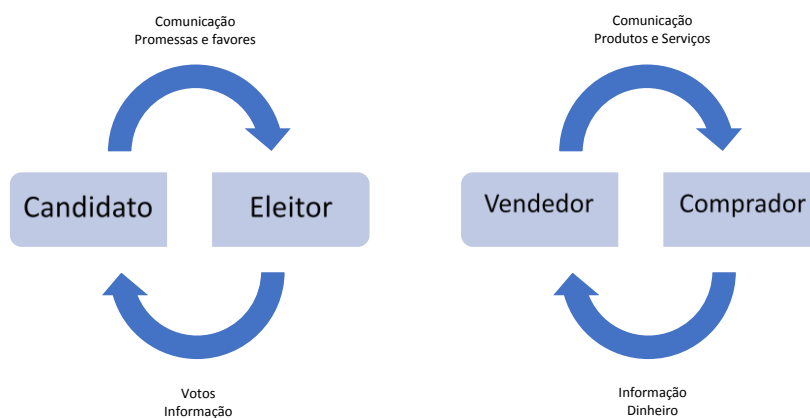 Comunicação
Promessas e favores
Candidato
Eleitor
Votos
Informação
Comunicação
Produtos e Serviços
Vendedor
Comprador
Informação
Dinheiro